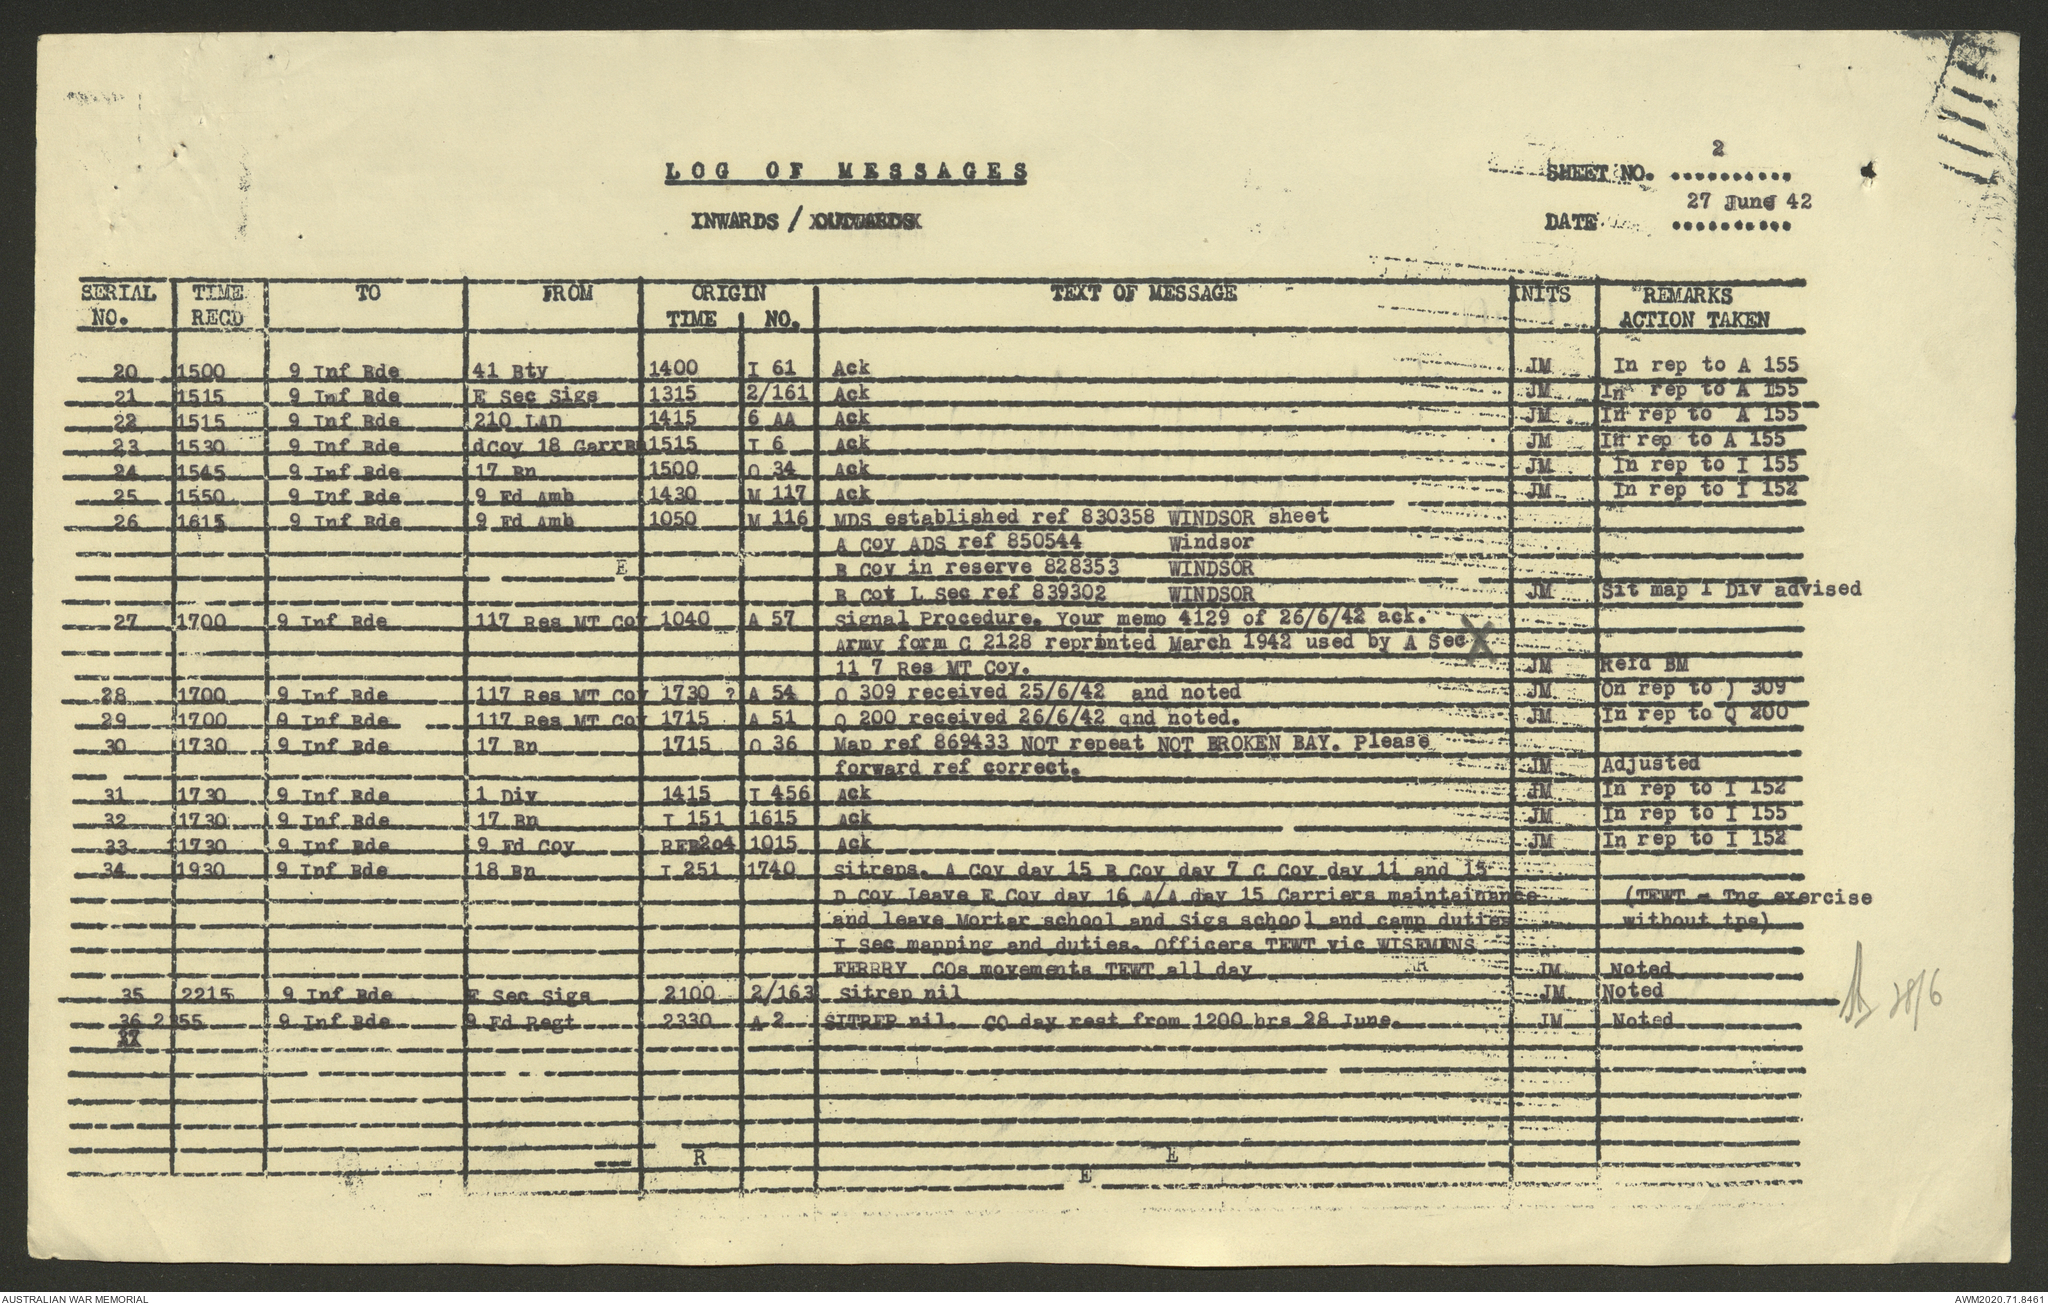 LOG OF MESSAGES
SHEET NO. 2
INWARDS / OUTWARDS
DATE 27 June 42
SERIAL NO. TIME RECD TO FROM ORIGIN TIME NO. TEXT OF MESSAGE INITS REMARKS ACTION TAKEN
20 1500 9 Inf Bde 41 Bty 1400 I 61 Ack JM In rep to A 155
21 1515 9 Inf Bde E Sec Sigs 1315 2/161 Ack JM In rep to A 155
22 1515 9 Inf Bde 210 LAD 1415 6 AA Ack JM In rep to A 155
23 1530 9 Inf Bde dCoy 18 GarrBn 1515 I 6 Ack JM In rep to A 155
24 1545 9 Inf Bde 17 Bn 1500 O 34 Ack JM In rep to I 155
25 1550 9 Inf Bde 9 Fd Amb 1430 M 117 Ack JM In rep to I 152
26 1615 9 Inf Bde 9 Fd Amb 1050 M 116 MDS established ref 830358 WINDSOR sheet
A Coy ADS ref 850544 Windsor
E B Coy in reserve 828353 WINDSOR
B Coy L Sec ref 839302 WINDSOR JM Sit map 1 Div advised
27 1700 9 Inf Bde 117 Res MT Coy 1040 A 57 Signal Procedure. Your memo 4129 of 26/6/42 ack.
Army form C 2128 reprinted March 1942 used by A Sec X
11 7 Res MT Coy. JM Refd BM
28 1700 9 Inf Bde 117 Res MT Coy 1730 ? A 54 O 309 received 25/6/42 and noted JM On rep to ) 309
29 1700 9 Inf Bde 117 Res MT Coy 1715 A 51 Q 200 received 26/6/42 qnd noted. JM In rep to Q 200
30 1730 9 Inf Bde 17 Bn 1715 O 36 Map ref 869433 NOT repeat NOT BROKEN BAY. Please
forward ref correct. JM Adjusted
31 1730 9 Inf Bde 1 Div 1415 I 456 Ack JM In rep to I 152
32 1730 9 Inf Bde 17 Bn I 151 1615 Ack JM In rep to I 155
33 1730 9 Inf Bde 9 Fd Coy REB204 1015 Ack JM In rep to I 152
34 1930 9 Inf Bde 18 Bn I 251 1740 Sitreps. A Coy day 15 B Coy day 7 C Coy day 11 and 15
D Coy Leave E Coy day 16 A/A day 15 Carriers maintainance (TEWT = Tng exercise
and leave Mortar school and Sigs school and camp duties without tps)
I Sec mapping and duties. Officers TEWT vic WISEMENS
FERRRY COs movements TEWT all day R JM Noted
35 2215 9 Inf Bde E Sec Sigs 2100 2/163 sitrep nil JM Noted
28/6
36 2355 9 Inf Bde 9 Fd Regt 2330 A 2 SITREP nil. CO day rest from 1200 hrs 28 June. JM Noted
R E
E
AUSTRALIAN WAR MEMORIAL
AWM2020.71.8461